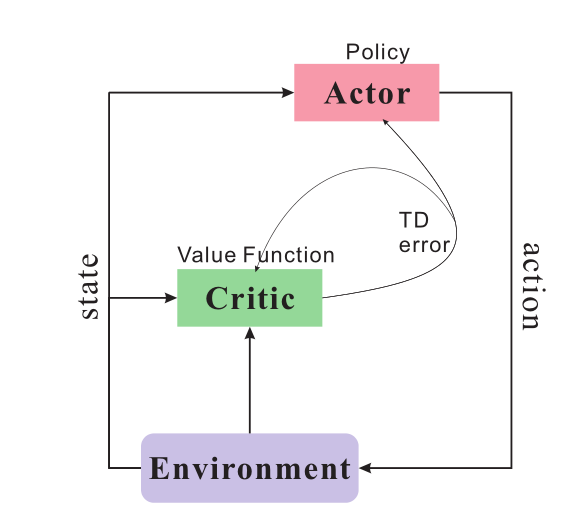 Policy
Actor
TD
error
Value Function
Critic
state
action
Environment